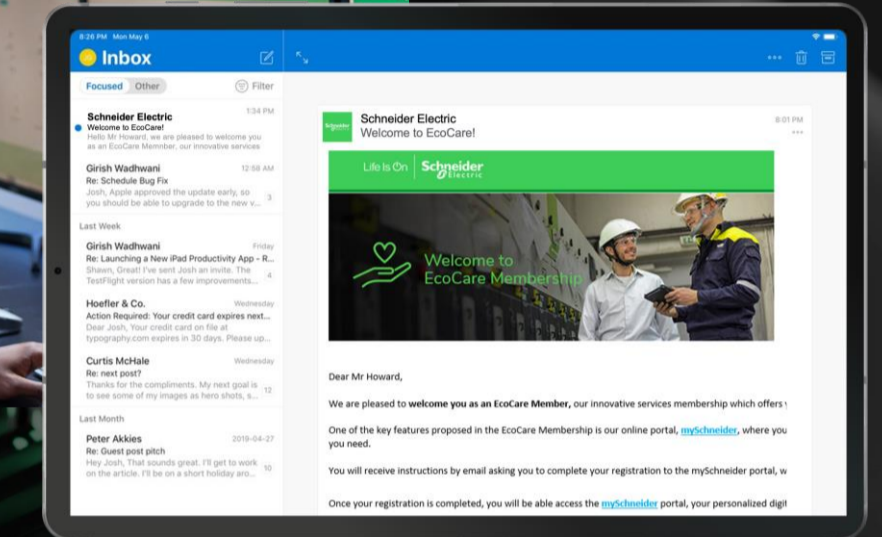 8:26 PM Mon May 6
Inbox
Focused Other
Filter
Schneider Electric
1:34 PM
Welcome to EcoCare!
Hello Mr Howard, we are pleased to welcome you
as an EcoCare Memnber, our innovative services
Girish Wadhwani
12:58 AM
Re: Schedule Bug Fix
Josh, Apple approved the update early, so
you should be able to upgrade to the new v...
3
Last Week
Girish Wadhwani
Friday
Re: Launching a New iPad Productivity App - R...
Shawn, Great! I've sent Josh an invite. The
TestFlight version has a few improvements...
4
Hoefler & Co.
Wednesday
Action Required: Your credit card expires next...
Dear Josh, Your credit card on file at
typography.com expires in 30 days. Please up...
Curtis McHale
Wednesday
Re: next post?
Thanks for the compliments. My next goal is
to see some of my images as hero shots, s...
12
Last Month
Peter Akkies
2019-04-27
Re: Guest post pitch
Hey Josh, That sounds great. I'll get to work
on the article. I'll be on a short holiday aro...
10
Schneider
Schneider Electric
8:01 PM
Welcome to EcoCare!
Life Is On
Schneider
Electric
Welcome to
EcoCare Membership
Dear Mr Howard,
We are pleased to welcome you as an EcoCare Member, our innovative services membership which offers
One of the key features proposed in the EcoCare Membership is our online portal, mySchneider, where you
you need.
You will receive instructions by email asking you to complete your registration to the mySchneider portal, w
Once your registration is completed, you will be able access the mySchneider portal, your personalized digit